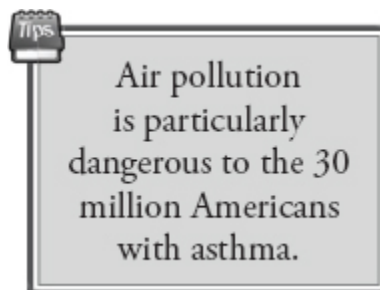 Tips
Air pollution
is particularly
dangerous to the 30
million Americans
with asthma.